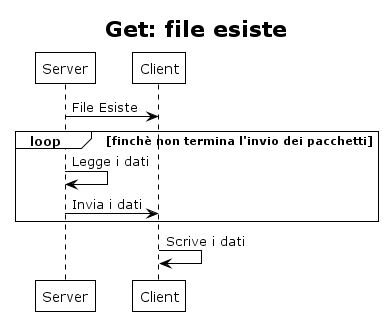 Get: file esiste
Server Client
File Esiste
loop [finchè non termina l'invio dei pacchetti]
Legge i dati
Invia i dati
Scrive i dati
Server Client